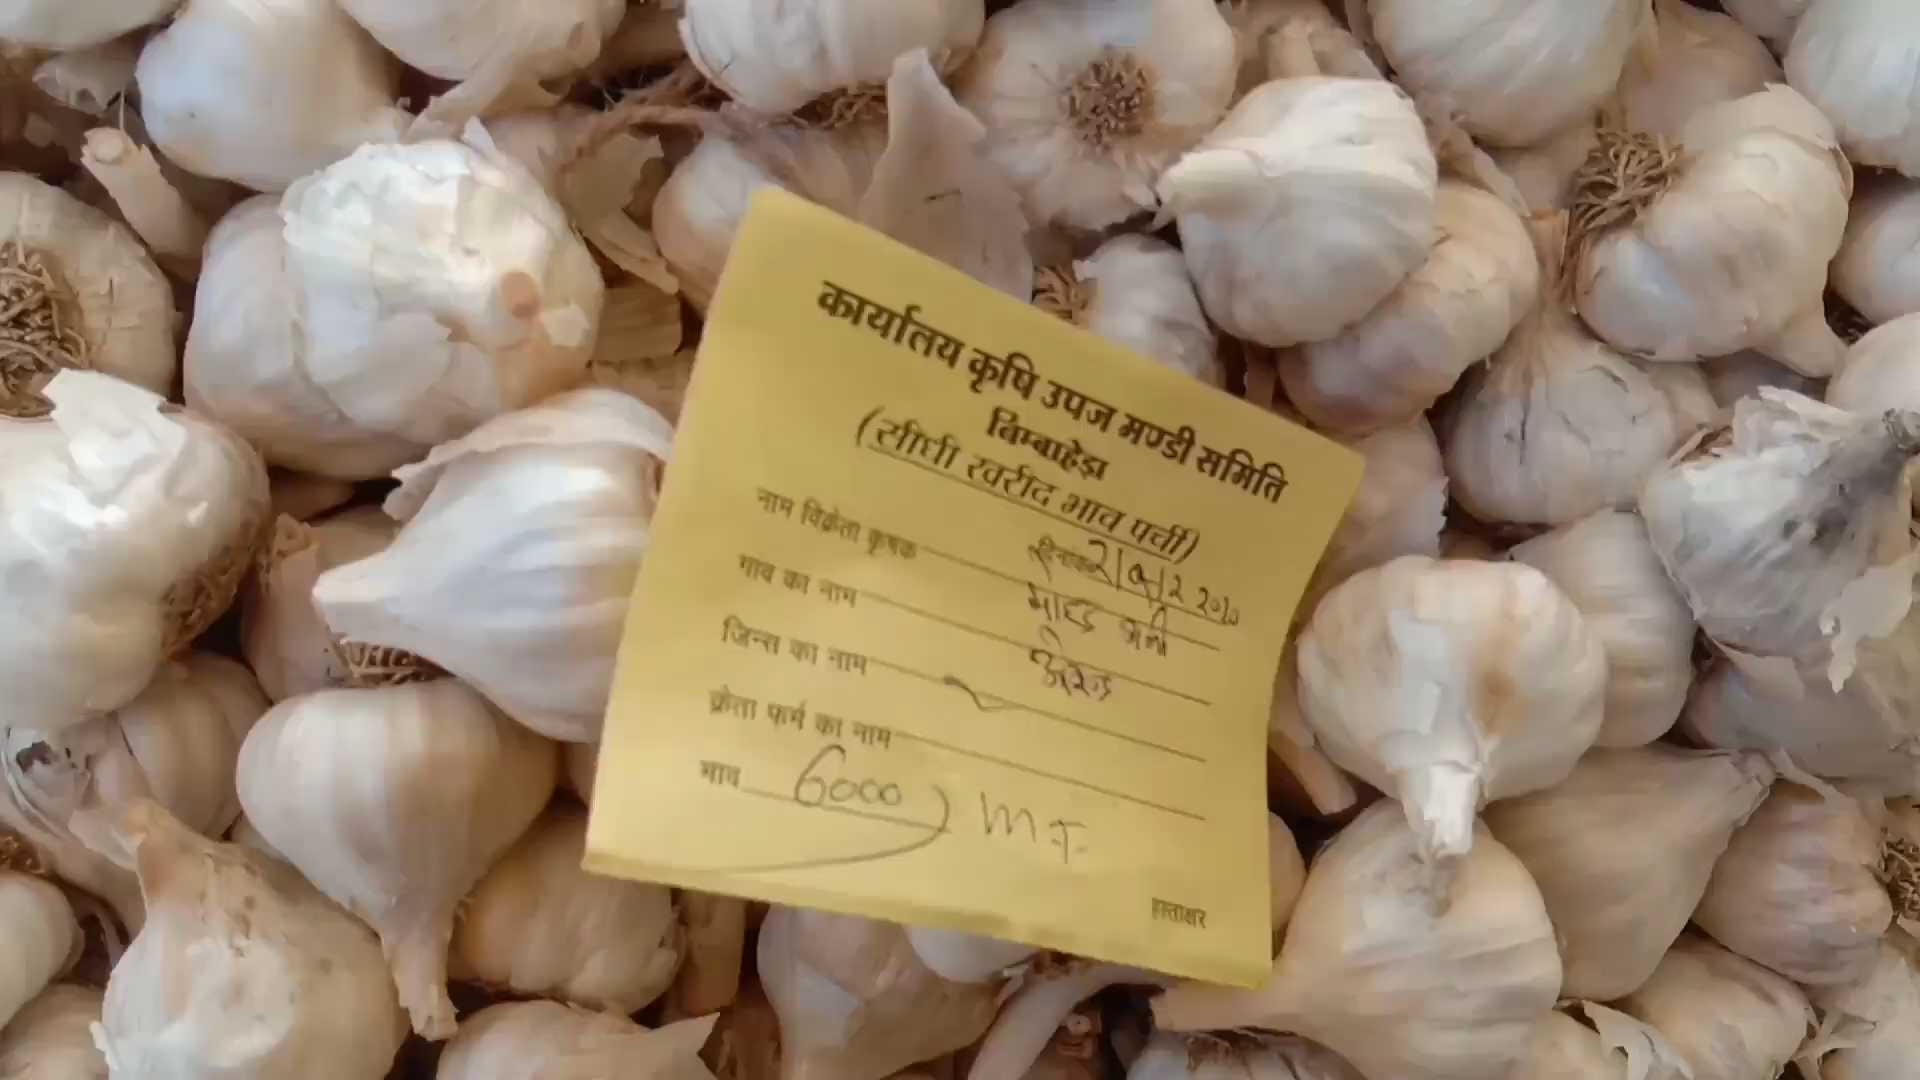 कार्यालय कृषि उपज मण्डी समिति
निम्बाहेड़ा
(सीधी खरीद भाव पर्ची)
दिनांक
नाम विक्रेता कृषक
गांव का नाम
जिन्स का नाम
क्रेता फर्म का नाम
भाव 6000 M.F.
हस्ताक्षर